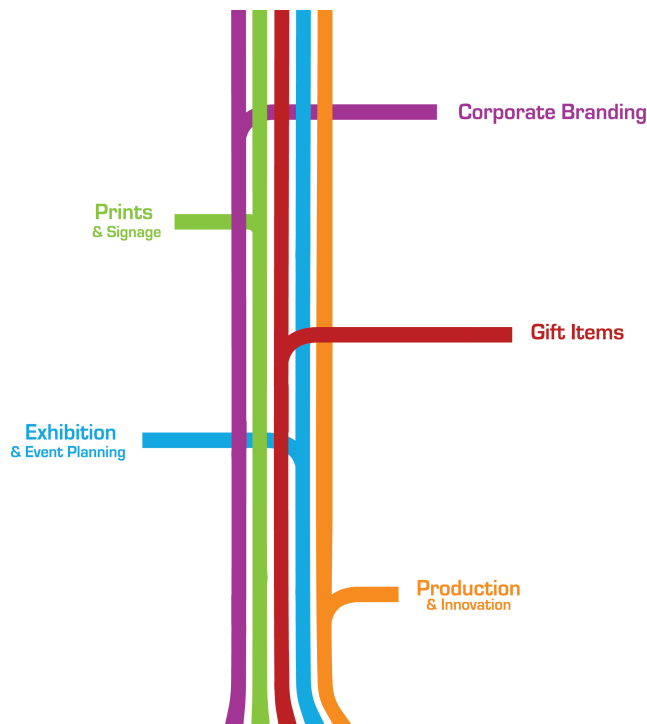 Corporate Branding
Prints
& Signage
Gift Items
Exhibition
& Event Planning
Production
& Innovation